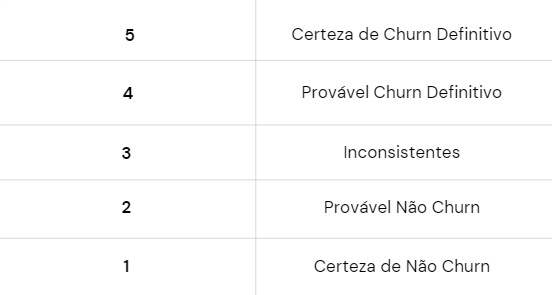 5 Certeza de Churn Definitivo
4 Provável Churn Definitivo
3 Inconsistentes
2 Provável Não Churn
1 Certeza de Não Churn